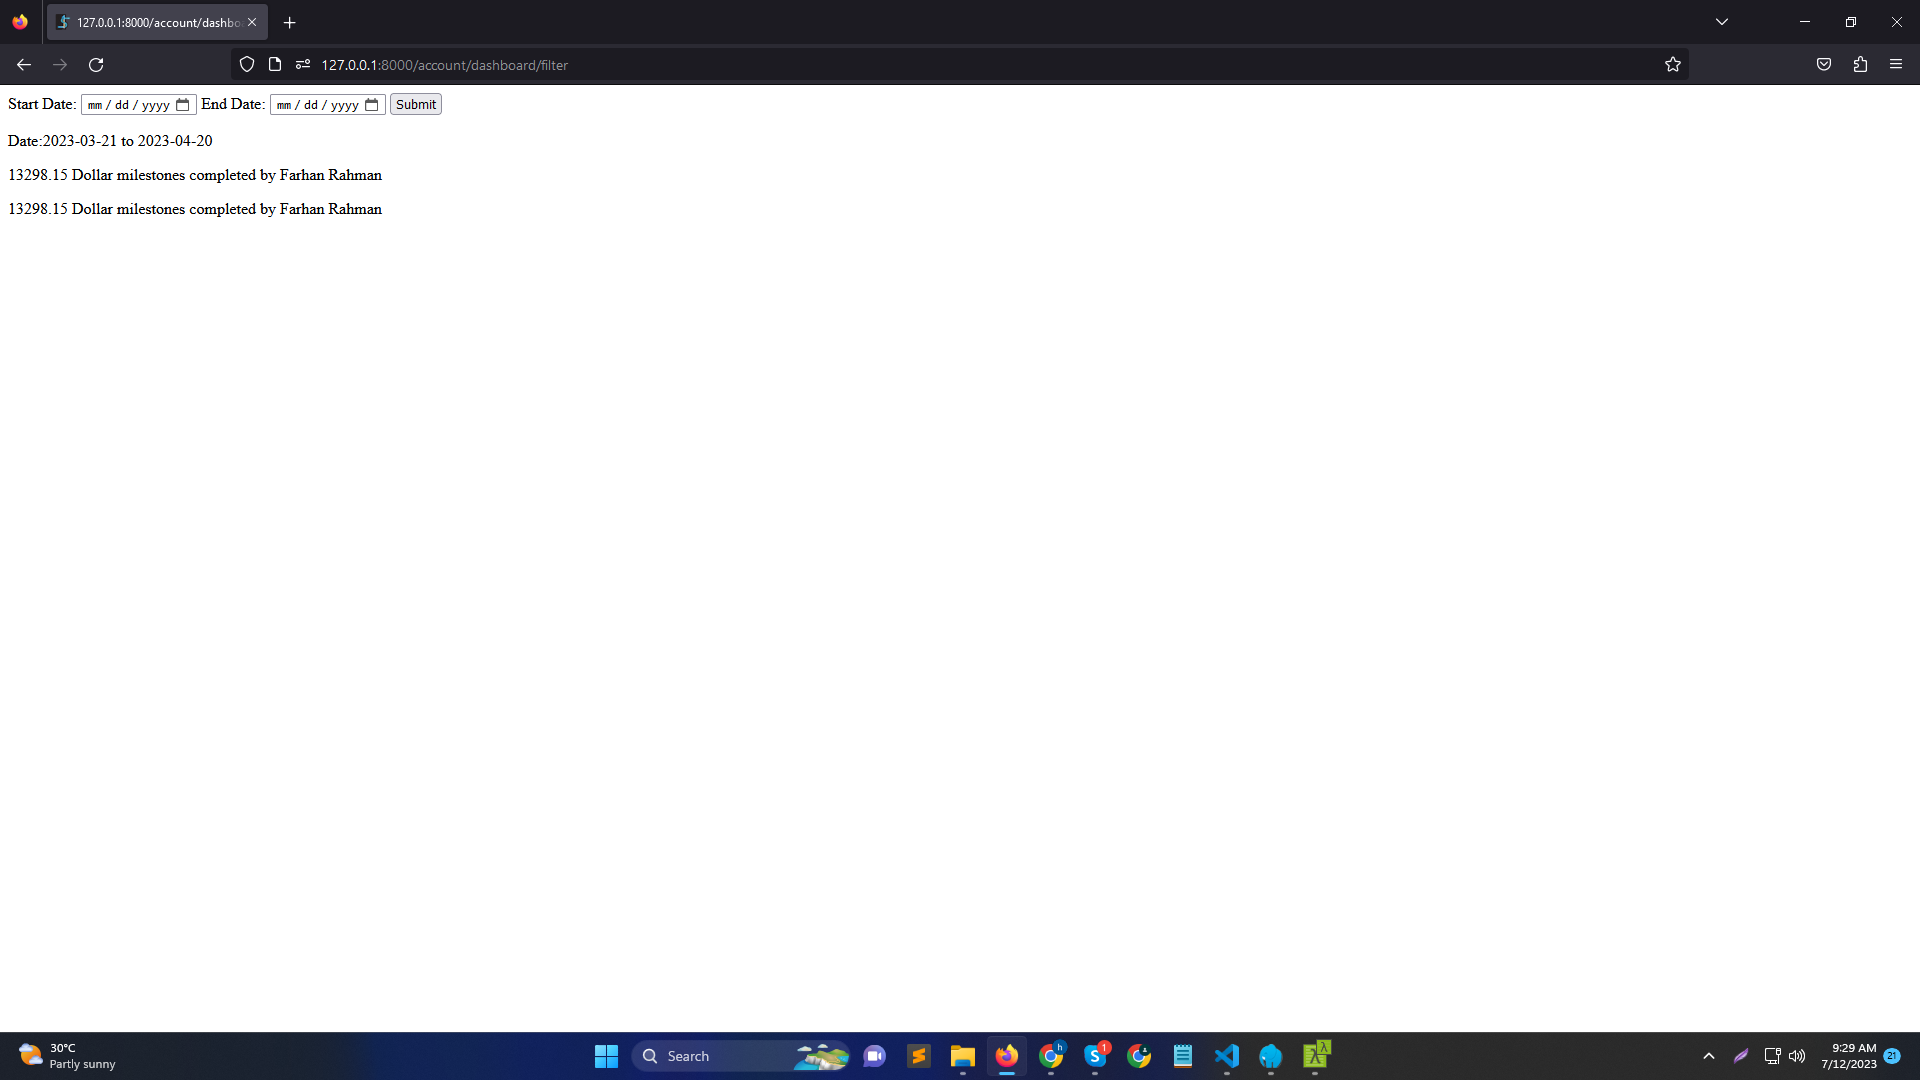 127.0.0.1:8000/account/dashbo
127.0.0.1:8000/account/dashboard/filter
Start Date: mm / dd / yyyy End Date: mm / dd / yyyy Submit
Date:2023-03-21 to 2023-04-20
13298.15 Dollar milestones completed by Farhan Rahman
13298.15 Dollar milestones completed by Farhan Rahman
30°C
Partly sunny
Search
h
S
1
9:29 AM
7/12/2023
21